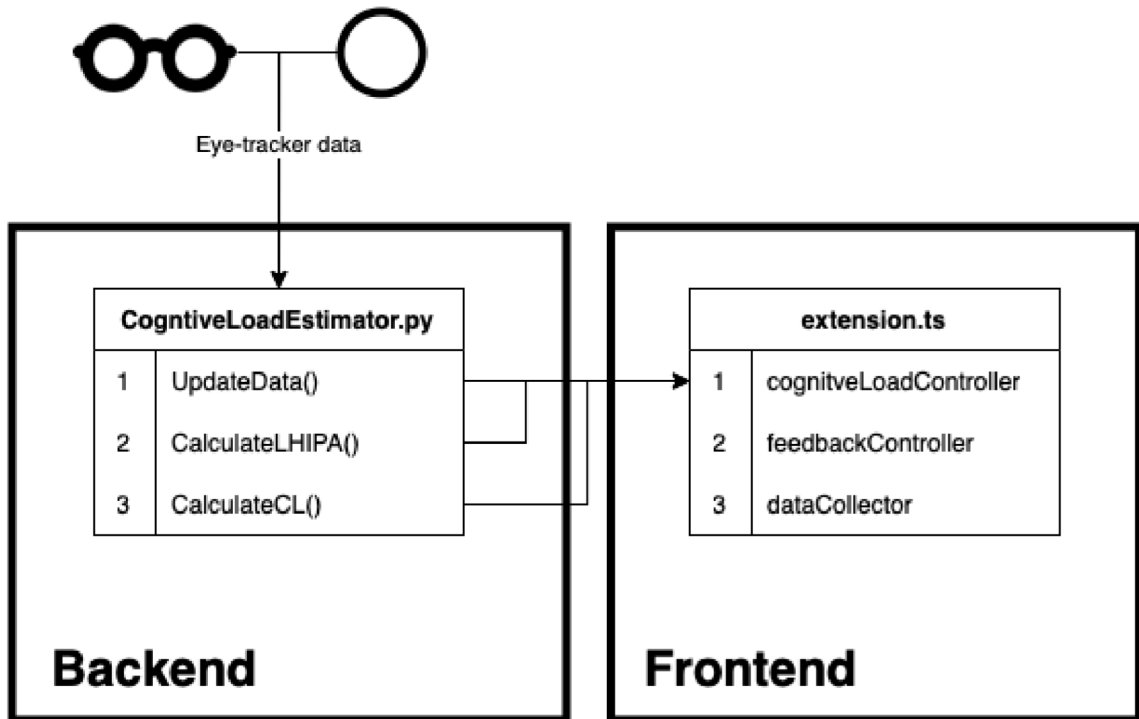 Eye-tracker data
CogntiveLoadEstimator.py
1 UpdateData()
2 CalculateLHIPA()
3 CalculateCL()
Backend
extension.ts
1 cognitveLoadController
2 feedbackController
3 dataCollector
Frontend